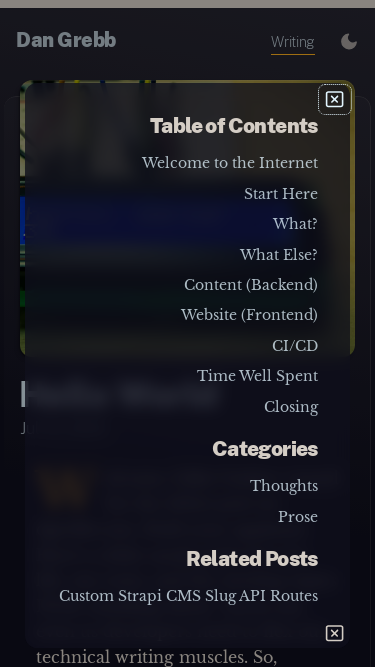 Dan Grebb
Writing
Table of Contents
Welcome to the Internet
Start Here
What?
What Else?
Content (Backend)
Website (Frontend)
CI/CD
Time Well Spent
Closing
Hello World
Categories
Thoughts
Prose
Related Posts
Custom Strapi CMS Slug API Routes
technical writing muscles. So,